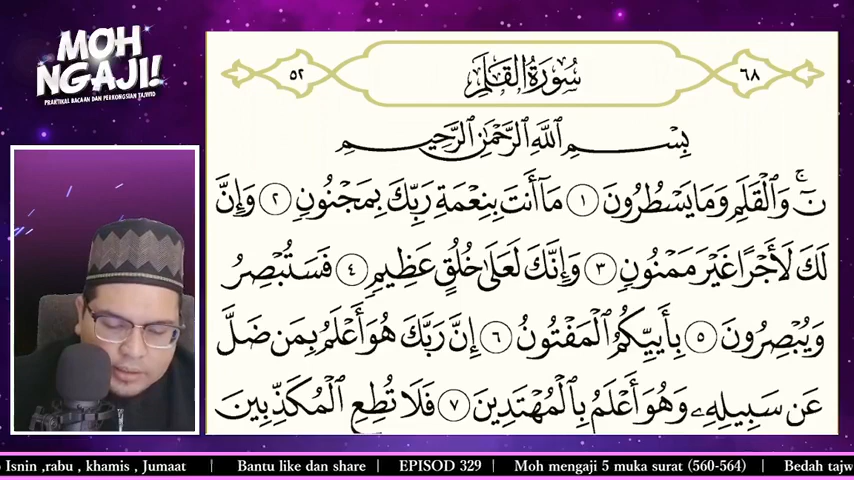 MOH
NGAJI!
PRAKTIKAL BACAAN DAN PERKONGSIAN TAJWID
٦٨
سُورَةُ الْقَلَمِ
٥٢
بِسْمِ ٱللَّهِ ٱلرَّحْمَٰنِ ٱلرَّحِيمِ
نٓ ۚ وَٱلْقَلَمِ وَمَا يَسْطُرُونَ ١ مَآ أَنتَ بِنِعْمَةِ رَبِّكَ بِمَجْنُونٍ ٢ وَإِنَّ
لَكَ لَأَجْرًا غَيْرَ مَمْنُونٍ ٣ وَإِنَّكَ لَعَلَىٰ خُلُقٍ عَظِيمٍ ٤ فَسَتُبْصِرُ
وَيُبْصِرُونَ ٥ بِأَييِّكُمُ ٱلْمَفْتُونُ ٦ إِنَّ رَبَّكَ هُوَ أَعْلَمُ بِمَن ضَلَّ
عَن سَبِيلِهِۦ وَهُوَ أَعْلَمُ بِٱلْمُهْتَدِينَ ٧ فَلَا تُطِعِ ٱلْمُكَذِّبِينَ
Isnin ,rabu , khamis , Jumaat | Bantu like dan share | EPISOD 329 | Moh mengaji 5 muka surat (560-564) | Bedah